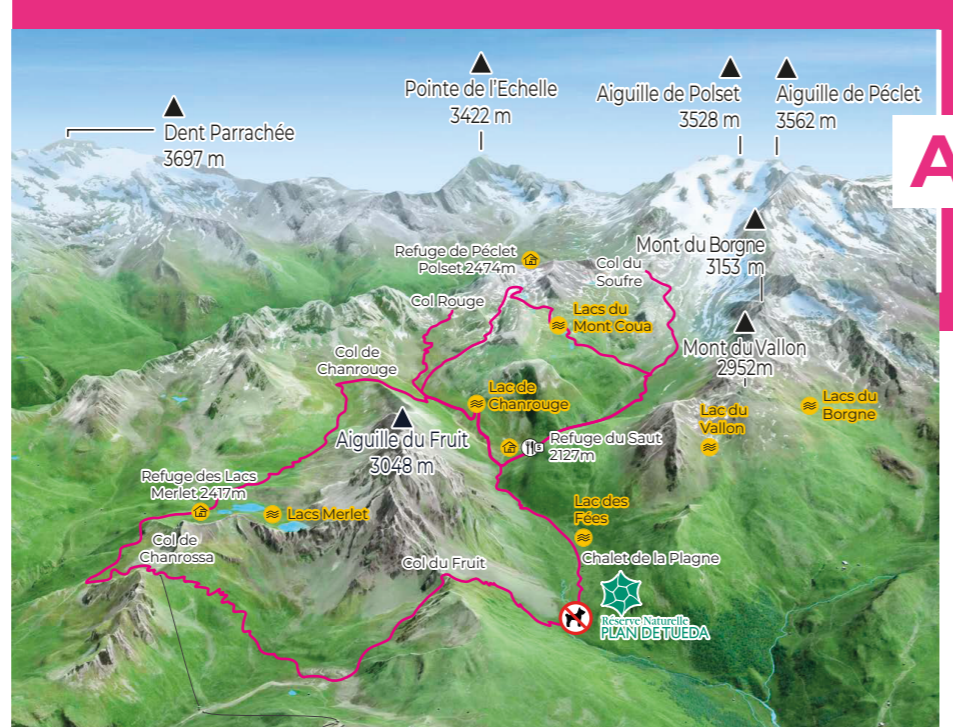 Pointe de l'Echelle
3422 m
Aiguille de Polset
3528 m
Aiguille de Péclet
3562 m
Dent Parrachée
3697 m
A
Mont du Borgne
3153 m
Refuge de Péclet
Polset 2474m
Col du
Soufre
Col Rouge
Lacs du
Mont Coua
Mont du Vallon
2952m
Col de
Chanrouge
Lac de
Chanrouge
Lacs du
Borgne
Lac du
Vallon
Aiguille du Fruit
3048 m
Refuge du Saut
2127m
Refuge des Lacs
Merlet 2417m
Lacs Merlet
Lac des
Fées
Col de
Chanrossa
Col du Fruit
Chalet de la Plagne
Réserve Naturelle
PLAN DE TUEDA